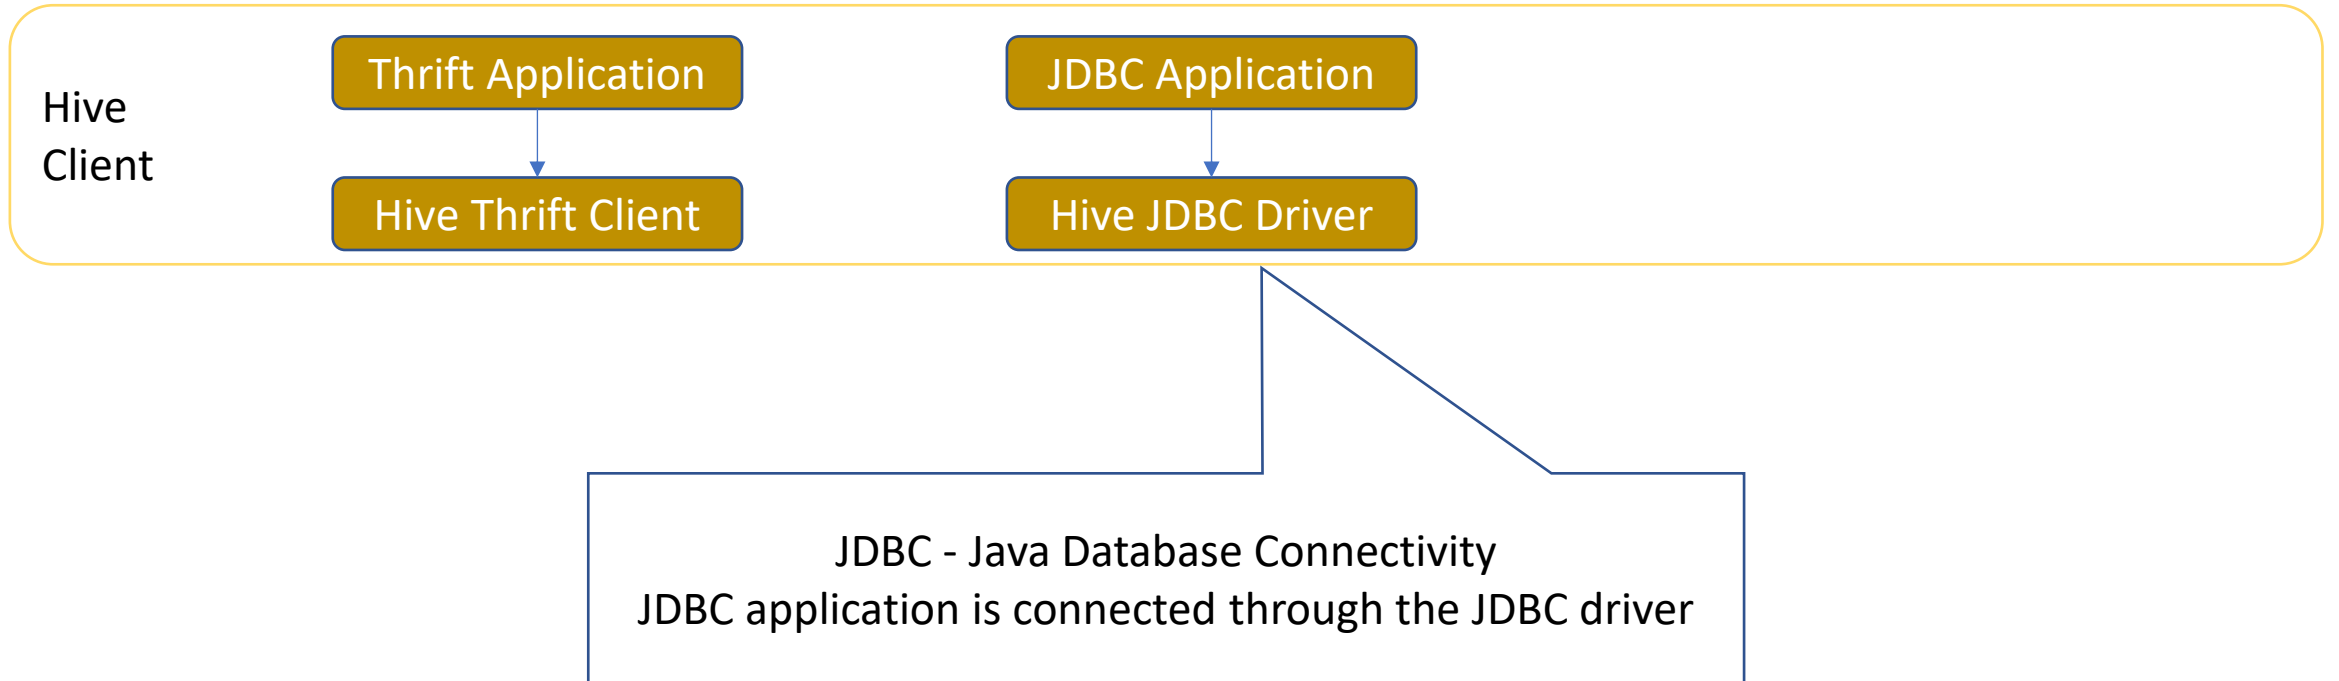 Thrift Application
JDBC Application
Hive
Client
Hive Thrift Client
Hive JDBC Driver
JDBC - Java Database Connectivity
JDBC application is connected through the JDBC driver